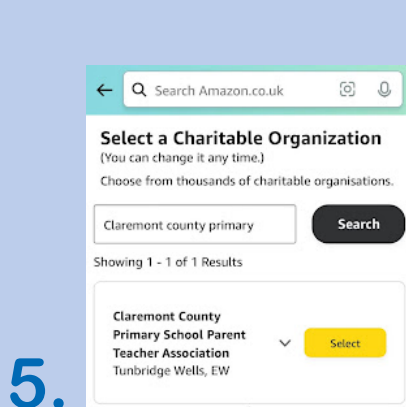 Search Amazon.co.uk
Select a Charitable Organization
(You can change it any time.)
Choose from thousands of charitable organisations.
Claremont county primary
Search
Showing 1 - 1 of 1 Results
Claremont County
Primary School Parent
Teacher Association
Tunbridge Wells, EW
Select
5.